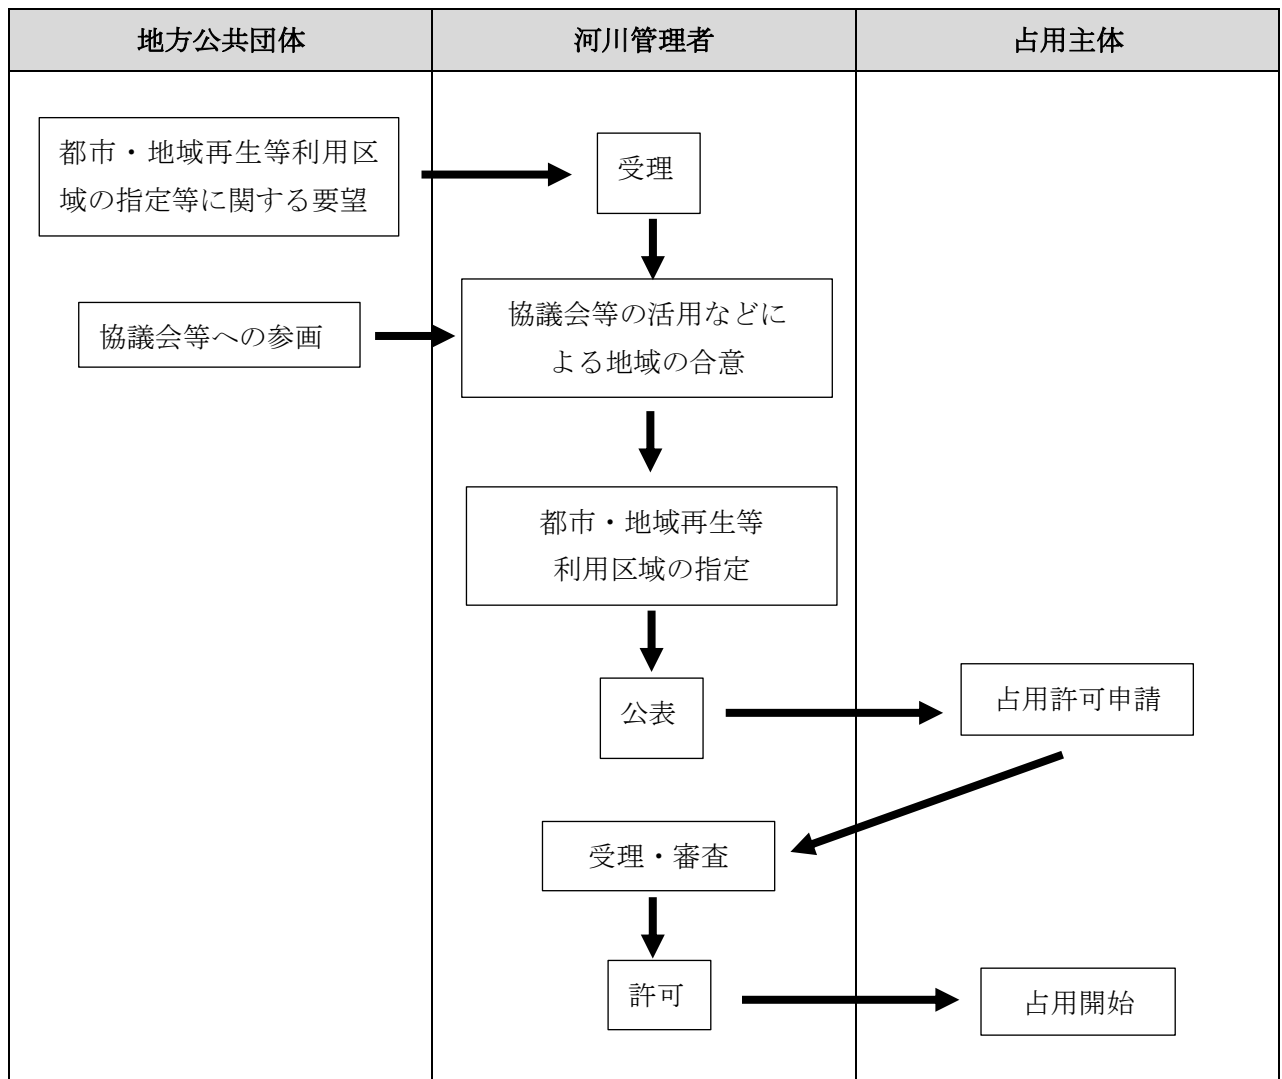 地方公共団体
河川管理者
占用主体
都市・地域再生等利用区
域の指定等に関する要望
受理
協議会等への参画
協議会等の活用などに
よる地域の合意
都市・地域再生等
利用区域の指定
公表
占用許可申請
受理・審査
許可
占用開始